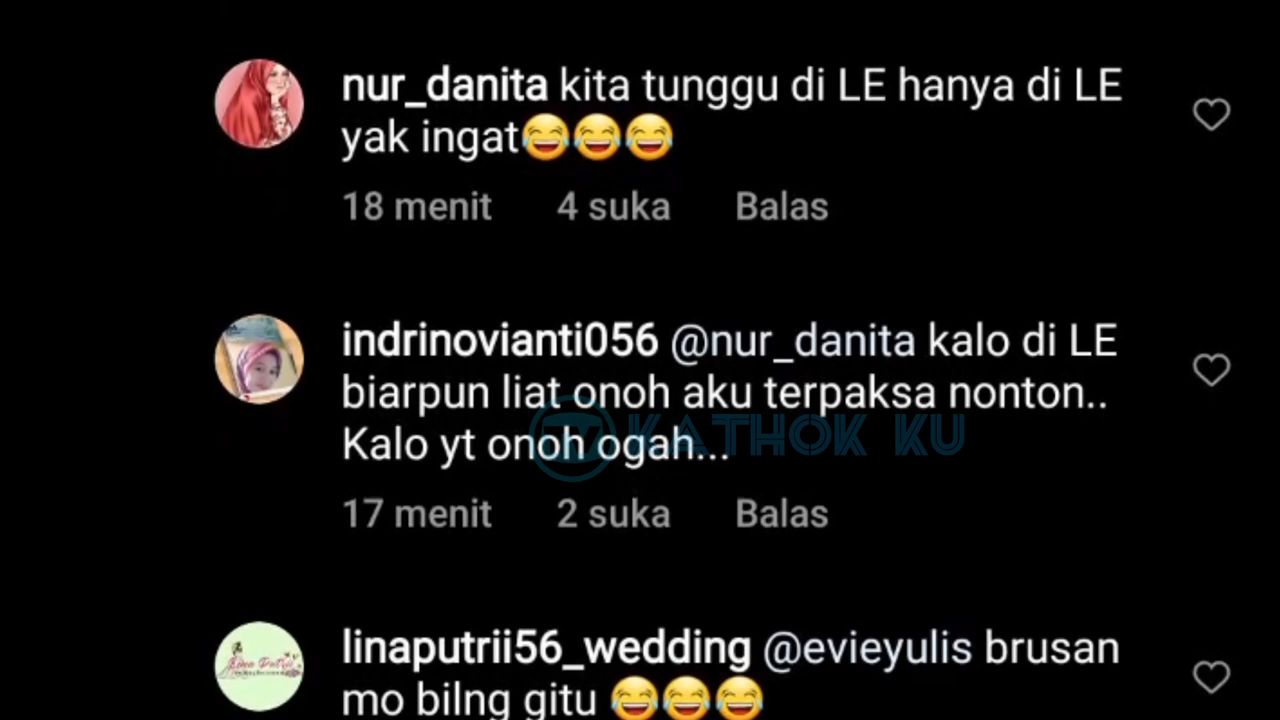 nur_danita kita tunggu di LE hanya di LE
yak ingat😂😂😂
18 menit 4 suka Balas
indrinovianti056 @nur_danita kalo di LE
biarpun liat onoh aku terpaksa nonton..
Kalo yt onoh ogah...
TV KATHOK KU
17 menit 2 suka Balas
linaputrii56_wedding @evieyulis brusan
mo bilng gitu 😂😂😂